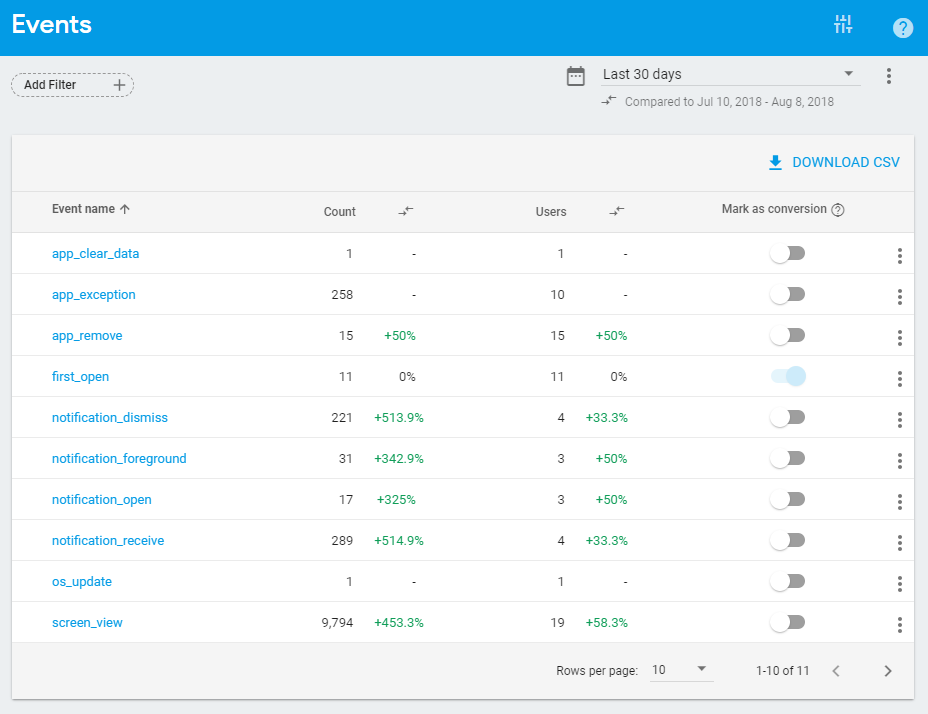 Events
?
Add Filter +
Last 30 days
Compared to Jul 10, 2018 - Aug 8, 2018
DOWNLOAD CSV
Event name Count Users Mark as conversion ?
app_clear_data 1 - 1 -
app_exception 258 - 10 -
app_remove 15 +50% 15 +50%
first_open 11 0% 11 0%
notification_dismiss 221 +513.9% 4 +33.3%
notification_foreground 31 +342.9% 3 +50%
notification_open 17 +325% 3 +50%
notification_receive 289 +514.9% 4 +33.3%
os_update 1 - 1 -
screen_view 9,794 +453.3% 19 +58.3%
Rows per page: 10 1-10 of 11